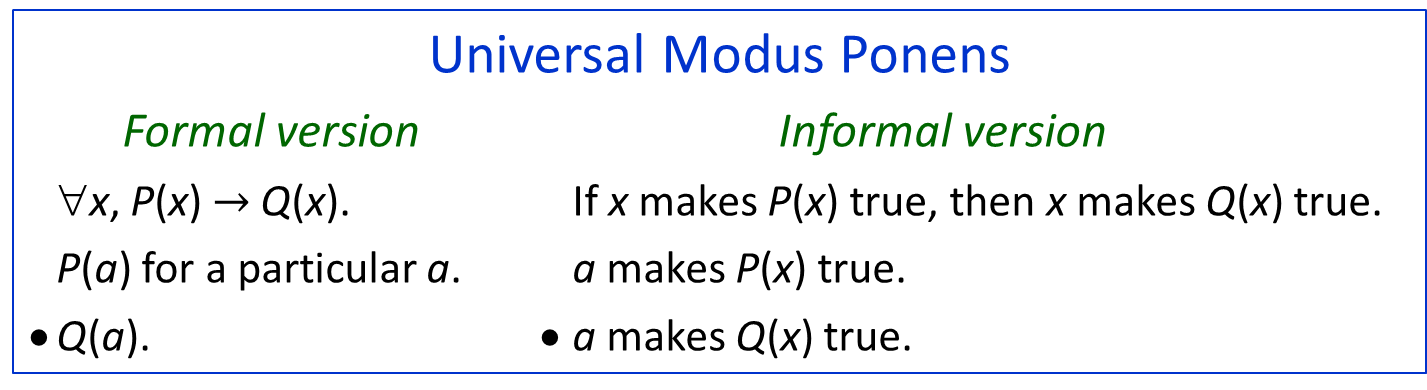 Universal Modus Ponens
Formal version
∀x, P(x) → Q(x).
P(a) for a particular a.
• Q(a).
Informal version
If x makes P(x) true, then x makes Q(x) true.
a makes P(x) true.
• a makes Q(x) true.